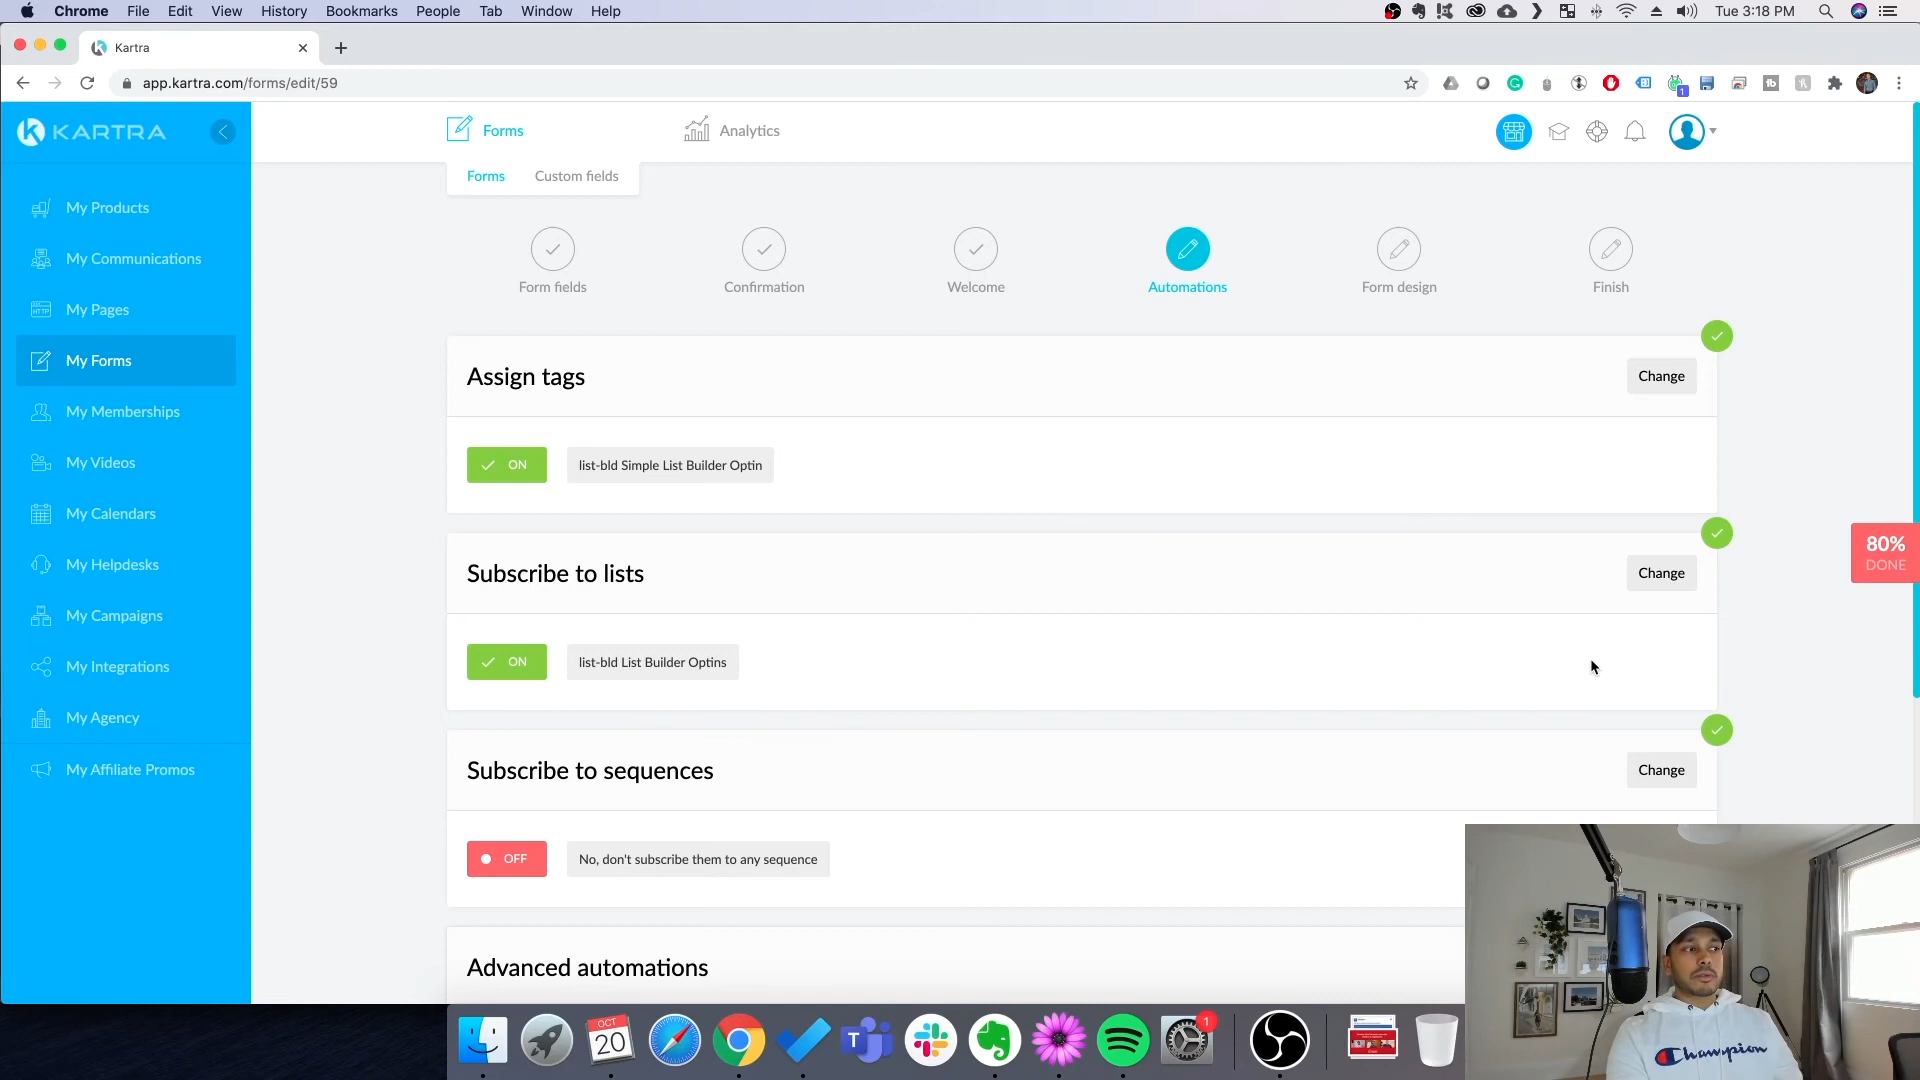 Chrome File Edit View History Bookmarks People Tab Window Help
Tue 3:18 PM
Kartra
app.kartra.com/forms/edit/59
1
KARTRA
Forms
Analytics
Forms
Custom fields
My Products
My Communications
My Pages
My Forms
My Memberships
My Videos
My Calendars
My Helpdesks
My Campaigns
My Integrations
My Agency
My Affiliate Promos
Form fields
Confirmation
Welcome
Automations
Form design
Finish
Assign tags
Change
ON
list-bld Simple List Builder Optin
Subscribe to lists
Change
ON
list-bld List Builder Optins
80%
DONE
Subscribe to sequences
Change
OFF
No, don't subscribe them to any sequence
Advanced automations
OCT
20
T
1
Champion